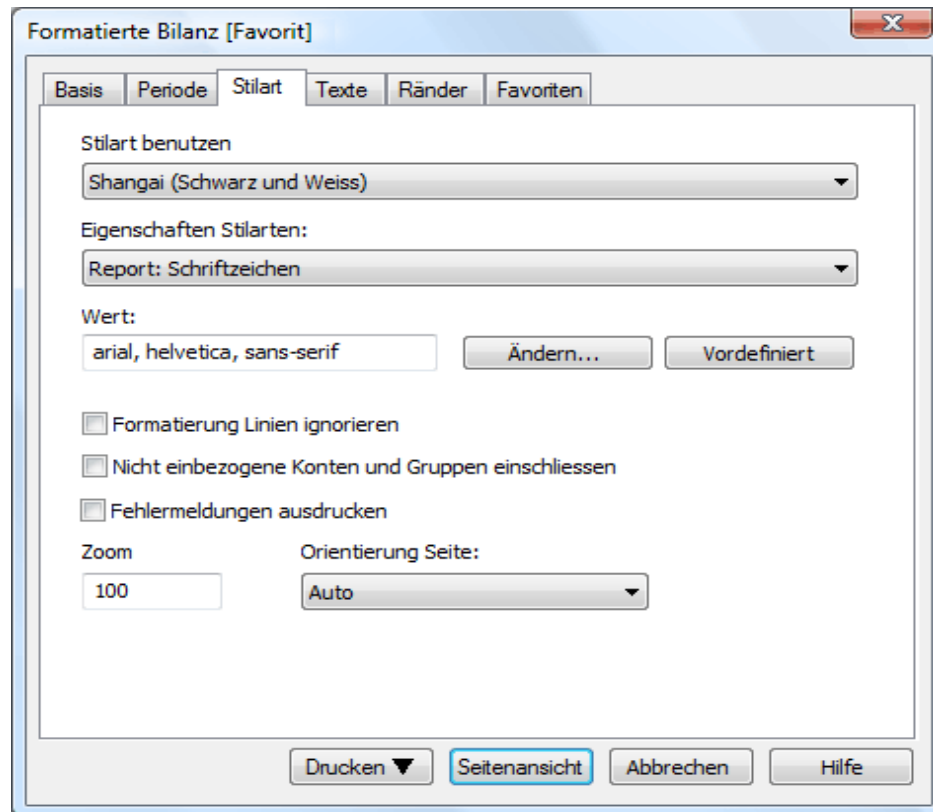 Formatierte Bilanz [Favorit]
Basis Periode Stilart Texte Ränder Favoriten
Stilart benutzen
Shangai (Schwarz und Weiss)
Eigenschaften Stilarten:
Report: Schriftzeichen
Wert:
arial, helvetica, sans-serif Ändern... Vordefiniert
Formatierung Linien ignorieren
Nicht einbezogene Konten und Gruppen einschliessen
Fehlermeldungen ausdrucken
Zoom Orientierung Seite:
100 Auto
Drucken Seitenansicht Abbrechen Hilfe